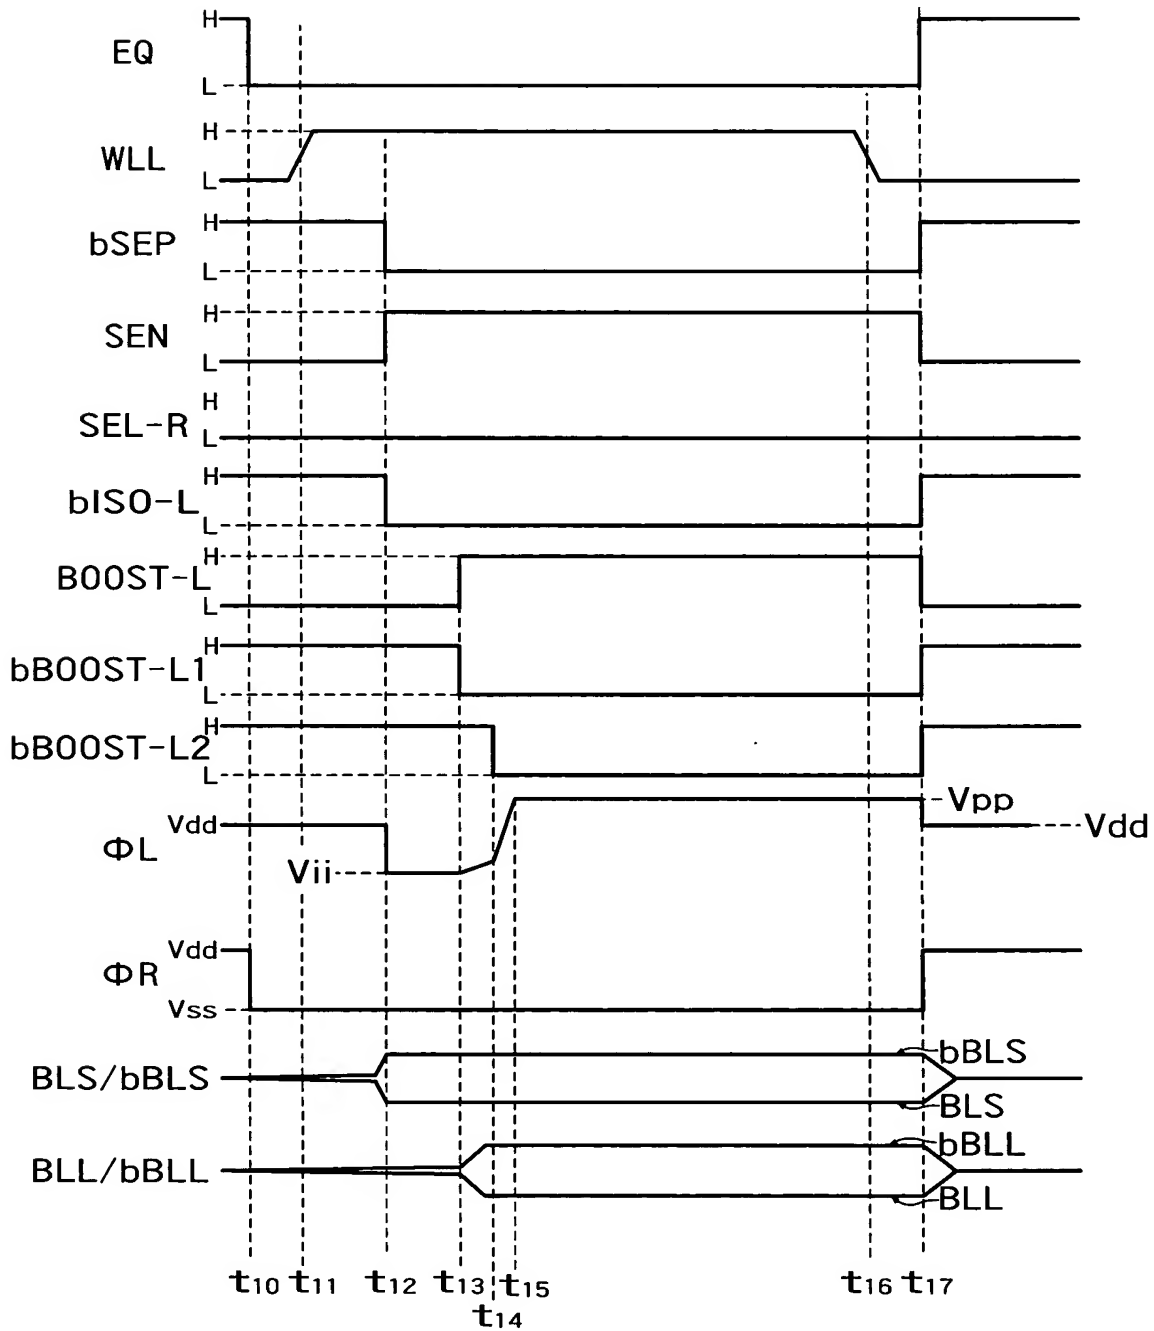 H
EQ
L
H
WLL
L
H
bSEP
L
H
SEN
L
H
SEL-R
L
H
bISO-L
L
H
BOOST-L
L
H
bBOOST-L1
L
H
bBOOST-L2
L
Vpp
Vdd
Vdd
ΦL
Vii
Vdd
ΦR
Vss
bBLS
BLS/bBLS
BLS
bBLL
BLL/bBLL
BLL
t10 t11 t12 t13 t15 t16 t17
t14